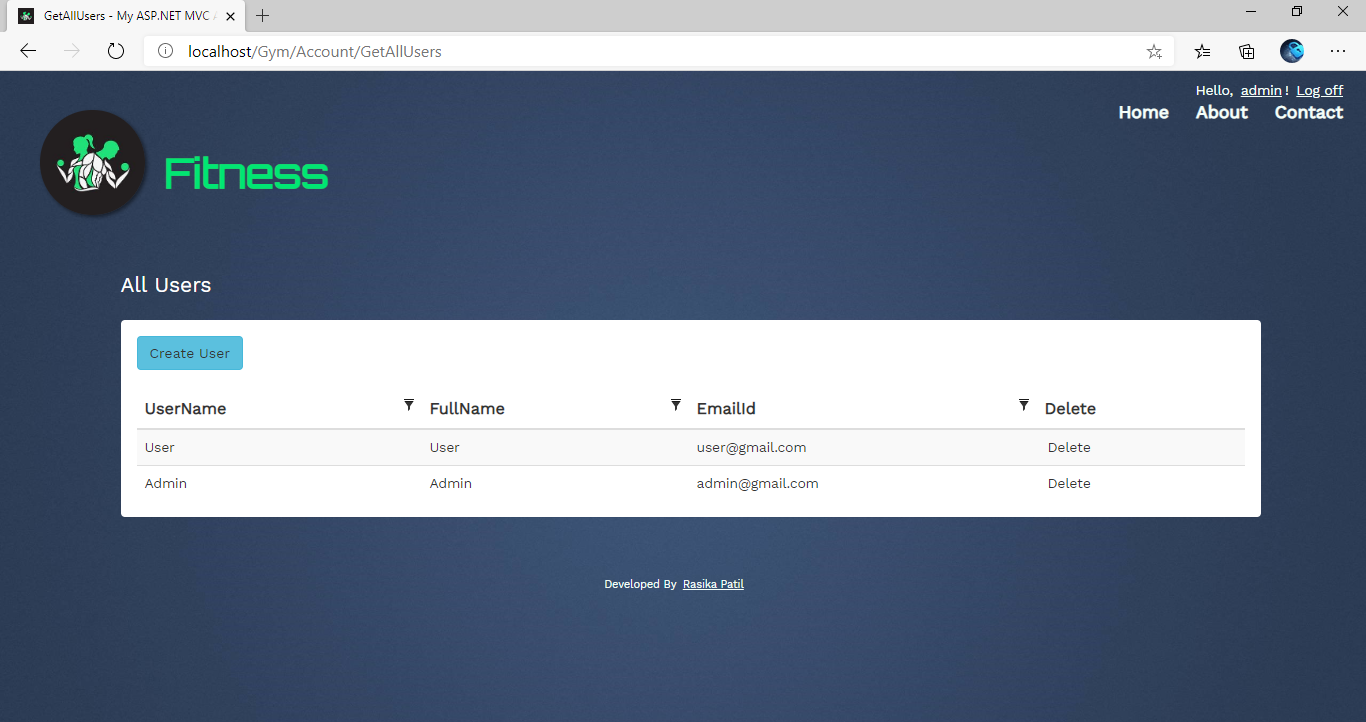 GetAllUsers - My ASP.NET MVC A
localhost/Gym/Account/GetAllUsers
Hello, admin ! Log off
Home About Contact
Fitness
All Users
Create User
UserName FullName EmailId Delete
User User user@gmail.com Delete
Admin Admin admin@gmail.com Delete
Developed By Rasika Patil